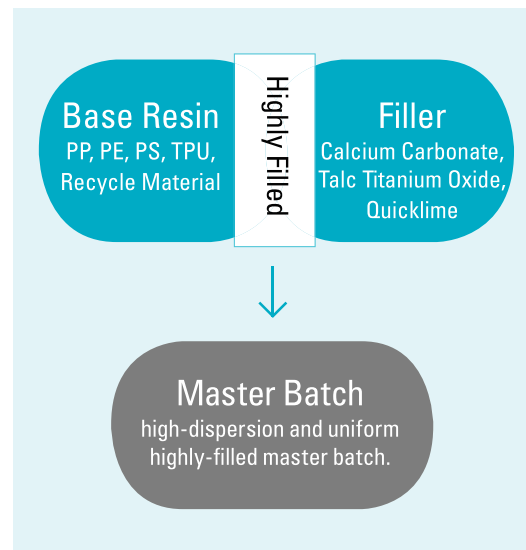 Base Resin
PP, PE, PS, TPU,
Recycle Material
Highly Filled
Filler
Calcium Carbonate,
Talc Titanium Oxide,
Quicklime
Master Batch
high-dispersion and uniform
highly-filled master batch.